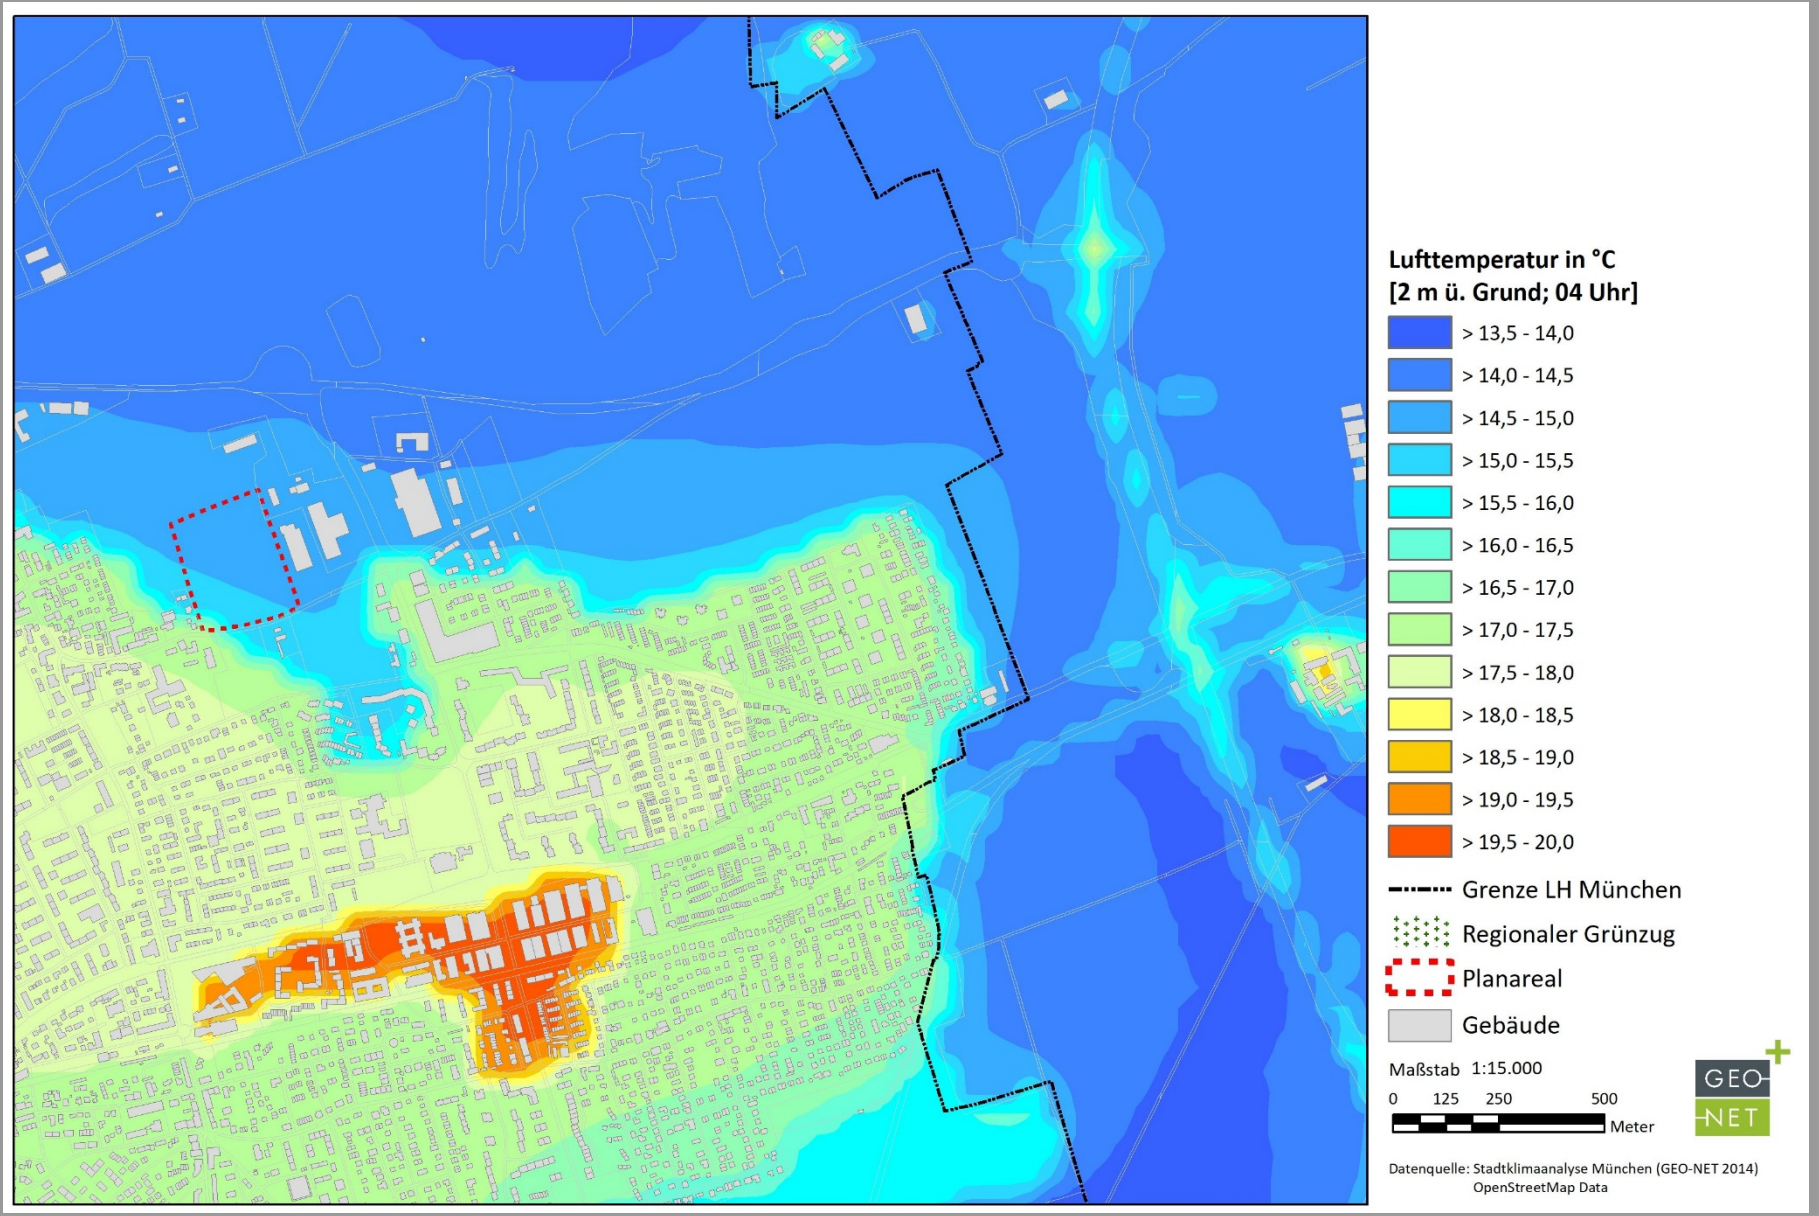 Lufttemperatur in °C
[2 m ü. Grund; 04 Uhr]
> 13,5 - 14,0
> 14,0 - 14,5
> 14,5 - 15,0
> 15,0 - 15,5
> 15,5 - 16,0
> 16,0 - 16,5
> 16,5 - 17,0
> 17,0 - 17,5
> 17,5 - 18,0
> 18,0 - 18,5
> 18,5 - 19,0
> 19,0 - 19,5
> 19,5 - 20,0
Grenze LH München
Regionaler Grünzug
Planareal
Gebäude
Maßstab 1:15.000
0 125 250 500
Meter
GEO
NET
Datenquelle: Stadtklimaanalyse München (GEO-NET 2014)
OpenStreetMap Data